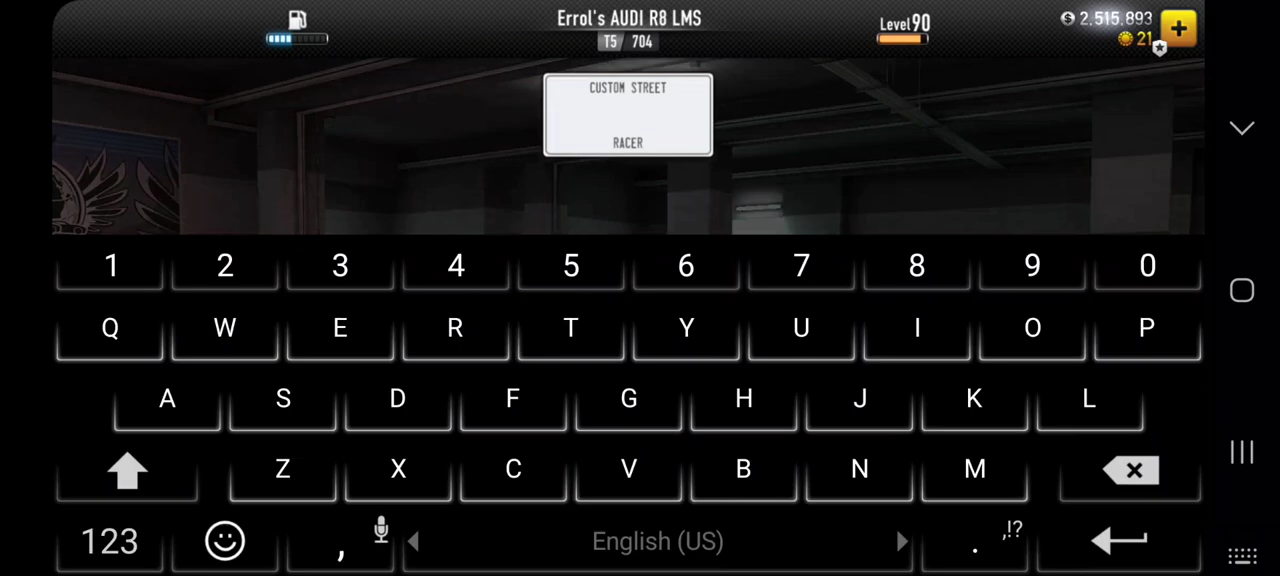 Errol's AUDI R8 LMS
T5 704
Level 90
2,515,893
21
CUSTOM STREET
RACER
1 2 3 4 5 6 7 8 9 0
Q W E R T Y U I O P
A S D F G H J K L
Z X C V B N M
123 , English (US) . ,!?